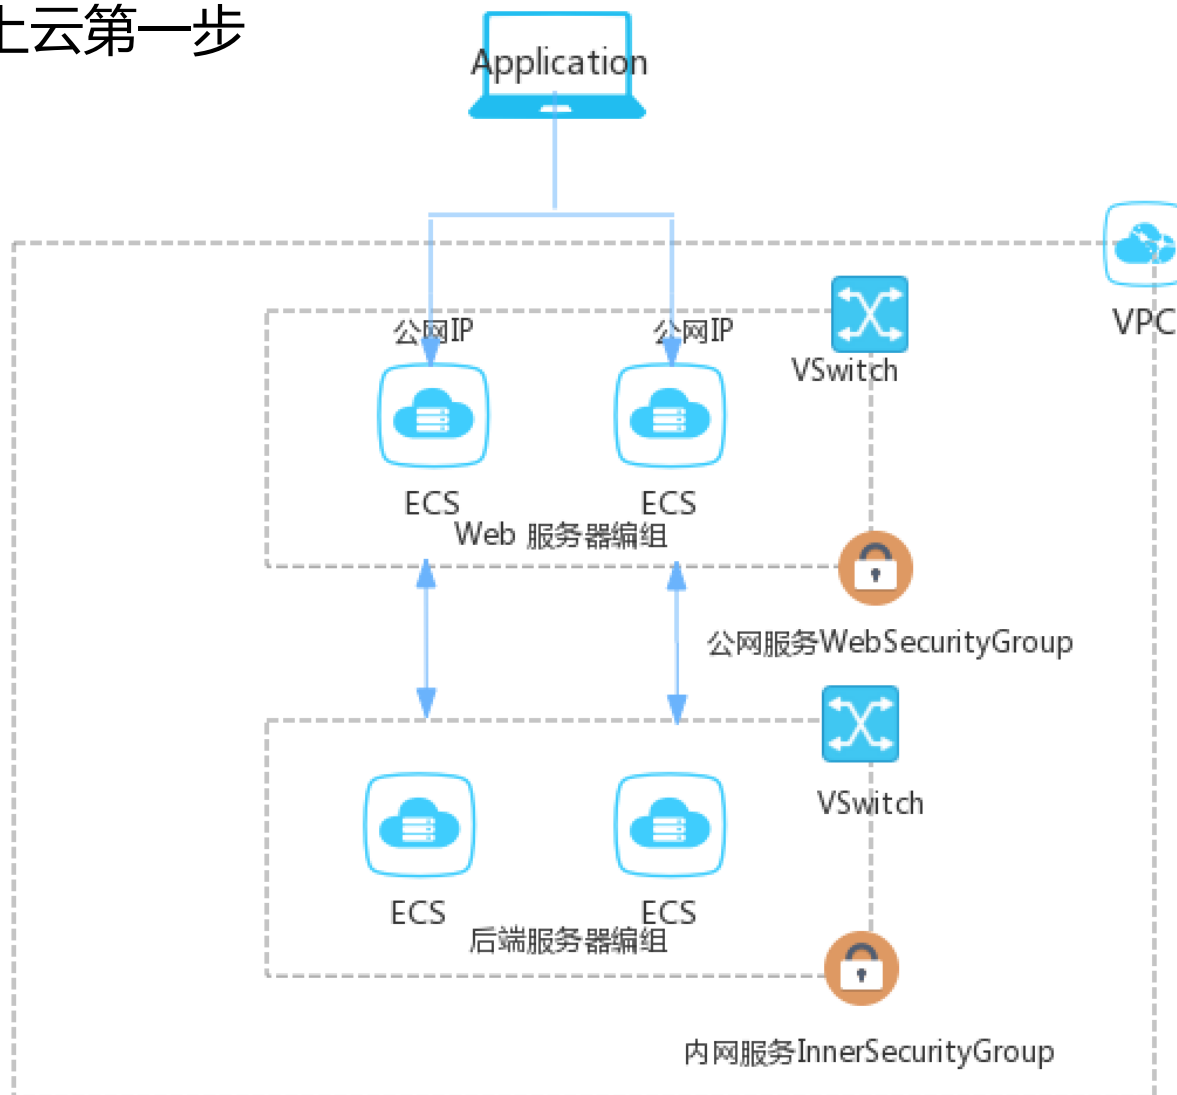 上云第一步
Application
公网IP
公网IP
VSwitch
VPC
ECS
ECS
Web 服务器编组
公网服务WebSecurityGroup
VSwitch
ECS
ECS
后端服务器编组
内网服务InnerSecurityGroup